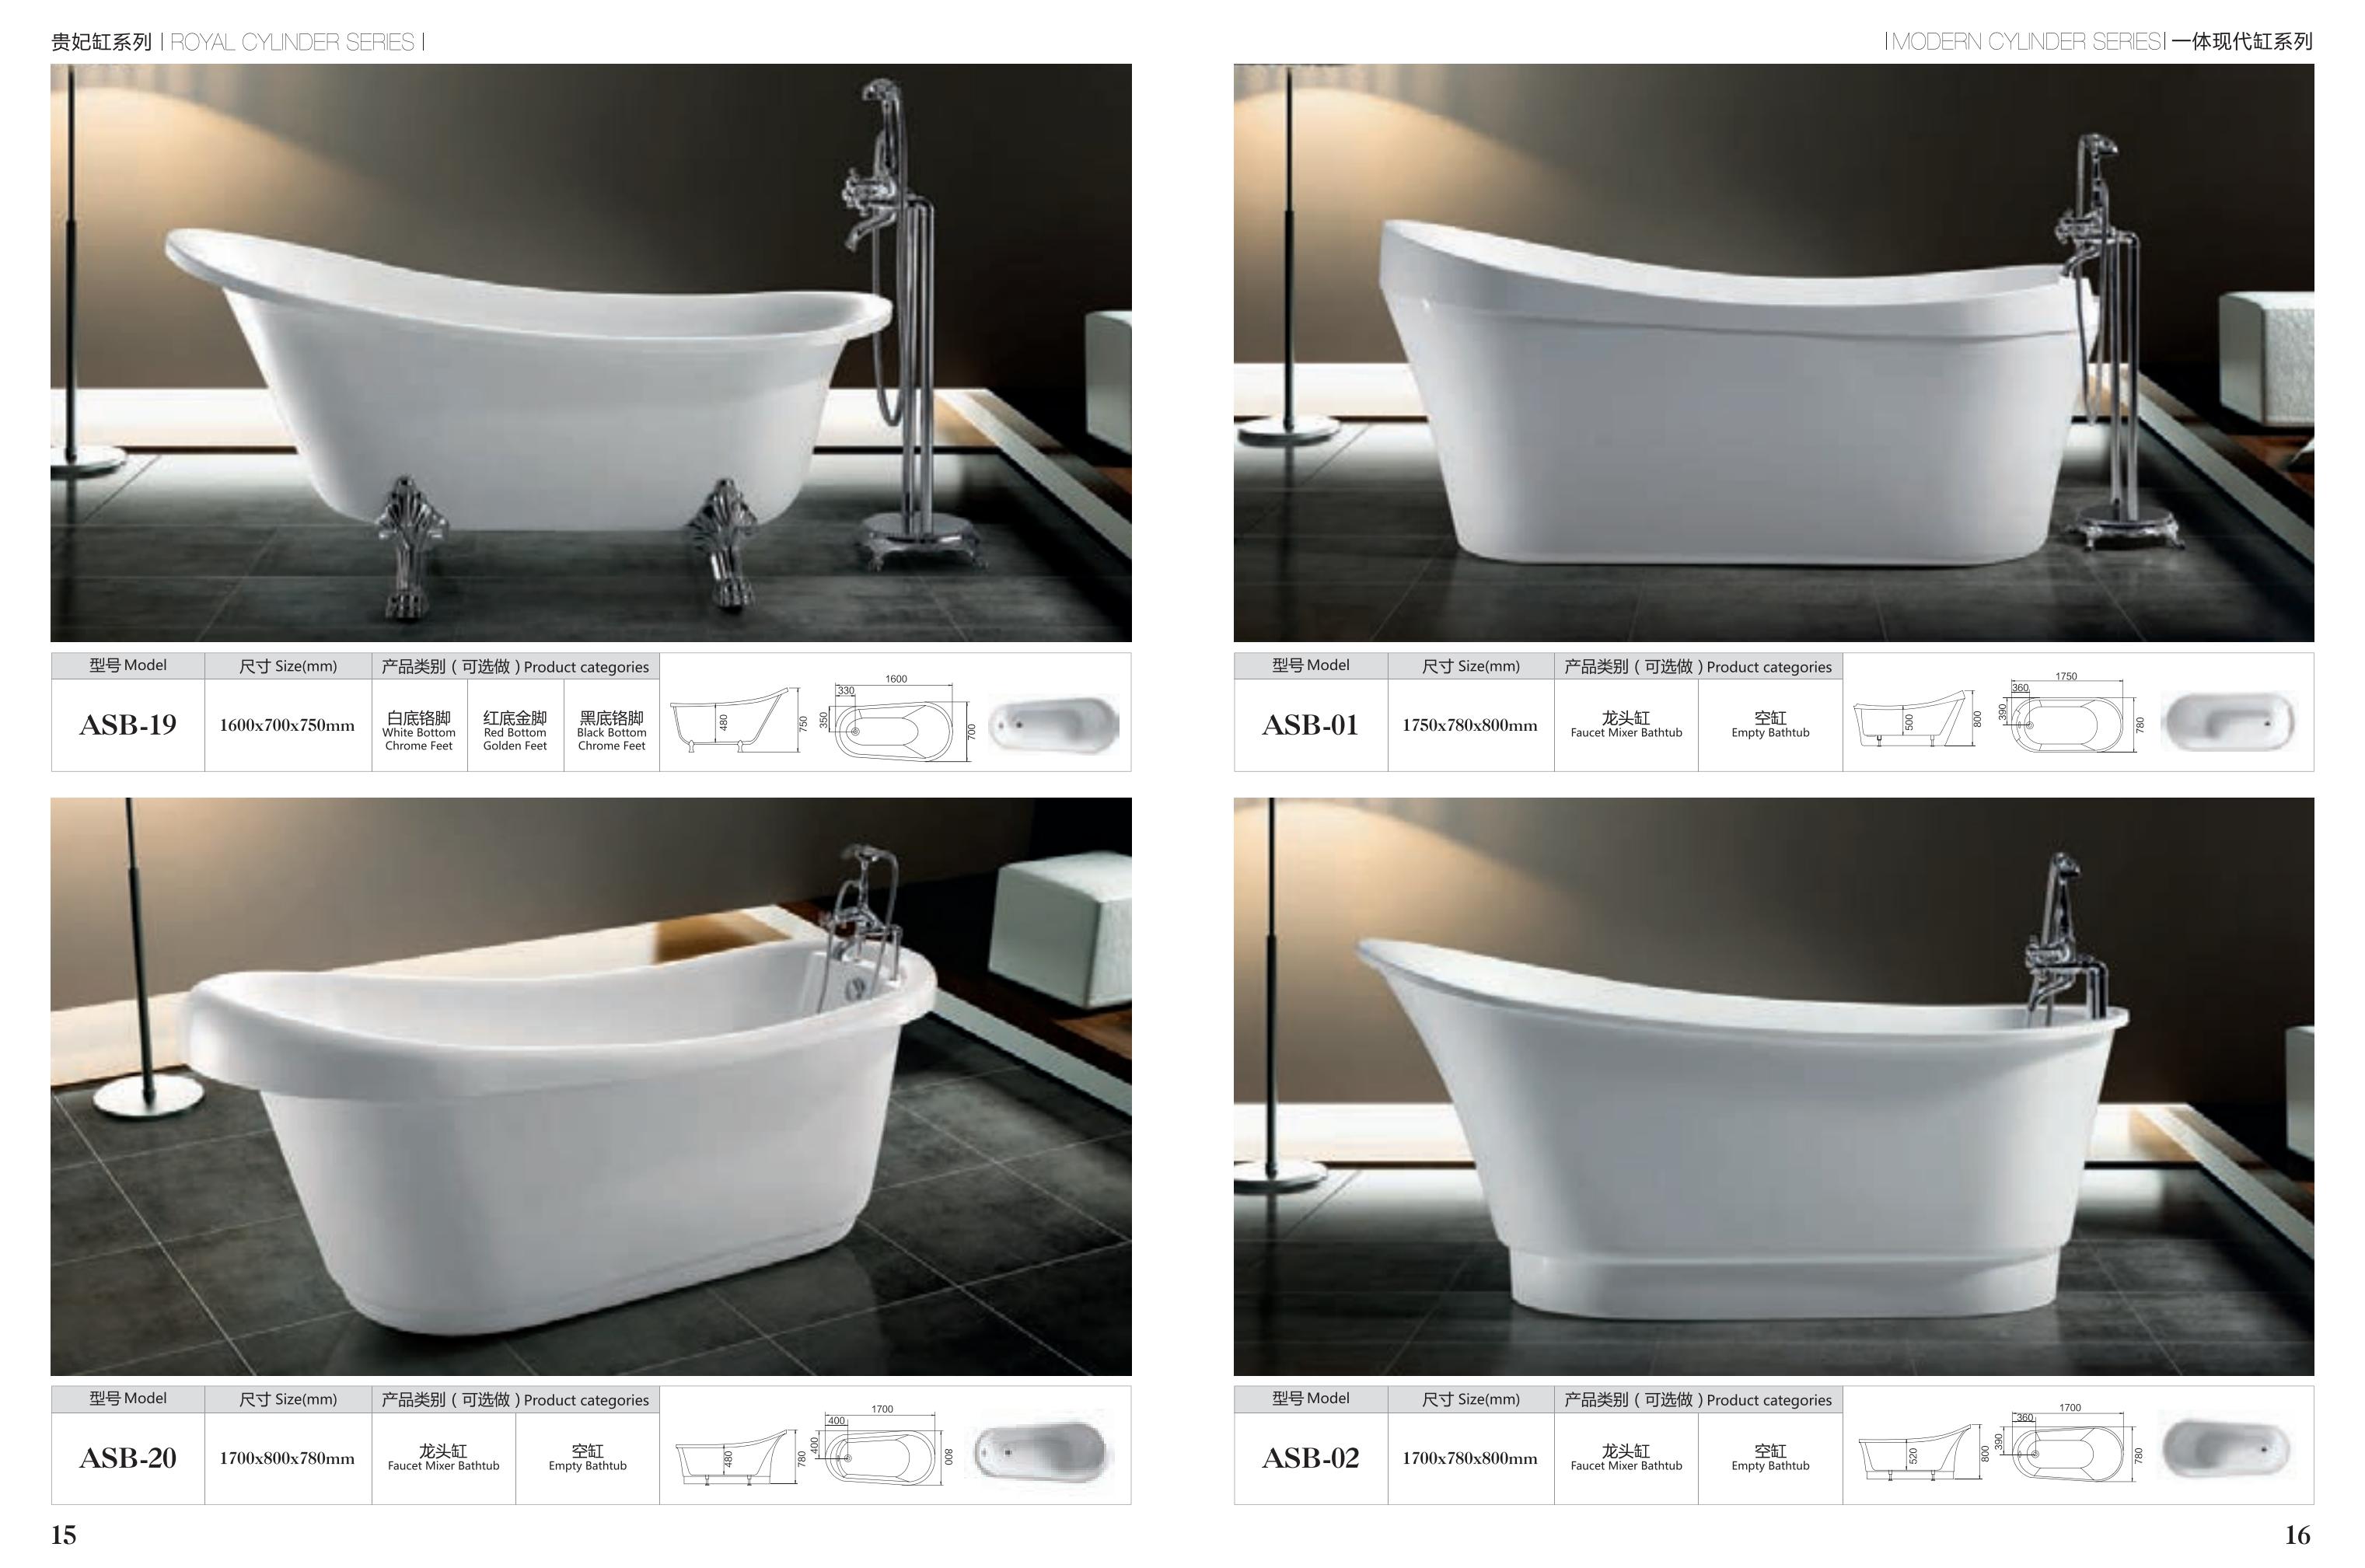 贵妃缸系列 | ROYAL CYLINDER SERIES |
型号 Model 尺寸 Size(mm) 产品类别 ( 可选做 ) Product categories
ASB-19
1600x700x750mm
白底铬脚
White Bottom
Chrome Feet
红底金脚
Red Bottom
Golden Feet
黑底铬脚
Black Bottom
Chrome Feet
480
750
1600
330
350
700
型号 Model 尺寸 Size(mm) 产品类别 ( 可选做 ) Product categories
ASB-20
1700x800x780mm
龙头缸
Faucet Mixer Bathtub
空缸
Empty Bathtub
480
780
1700
400
400
800
15
| MODERN CYLINDER SERIES | 一体现代缸系列
型号 Model 尺寸 Size(mm) 产品类别 ( 可选做 ) Product categories
ASB-01
1750x780x800mm
龙头缸
Faucet Mixer Bathtub
空缸
Empty Bathtub
500
800
1750
360
390
780
型号 Model 尺寸 Size(mm) 产品类别 ( 可选做 ) Product categories
ASB-02
1700x780x800mm
龙头缸
Faucet Mixer Bathtub
空缸
Empty Bathtub
520
800
1700
360
390
780
16